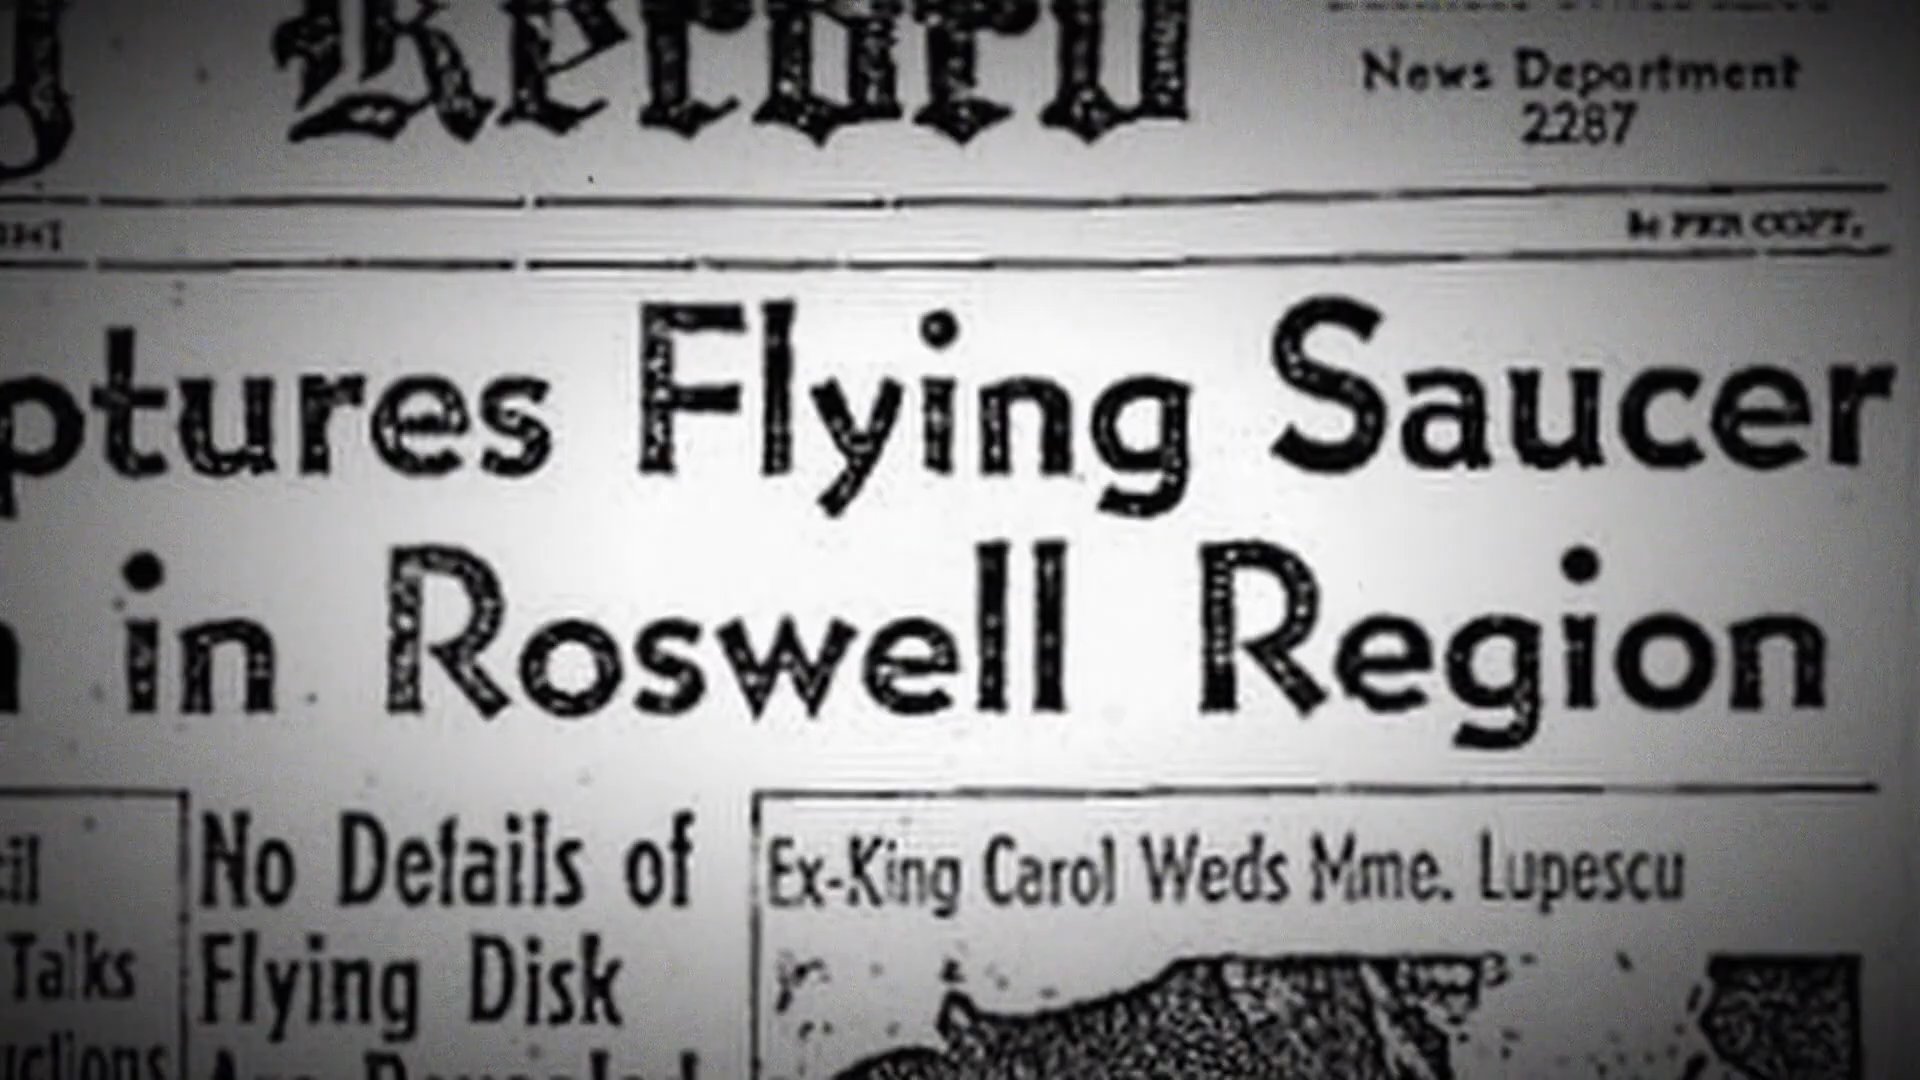 Record
News Department
2287
ptures Flying Saucer
in Roswell Region
No Details of
Flying Disk
Ex-King Carol Weds Mme. Lupescu
Talks